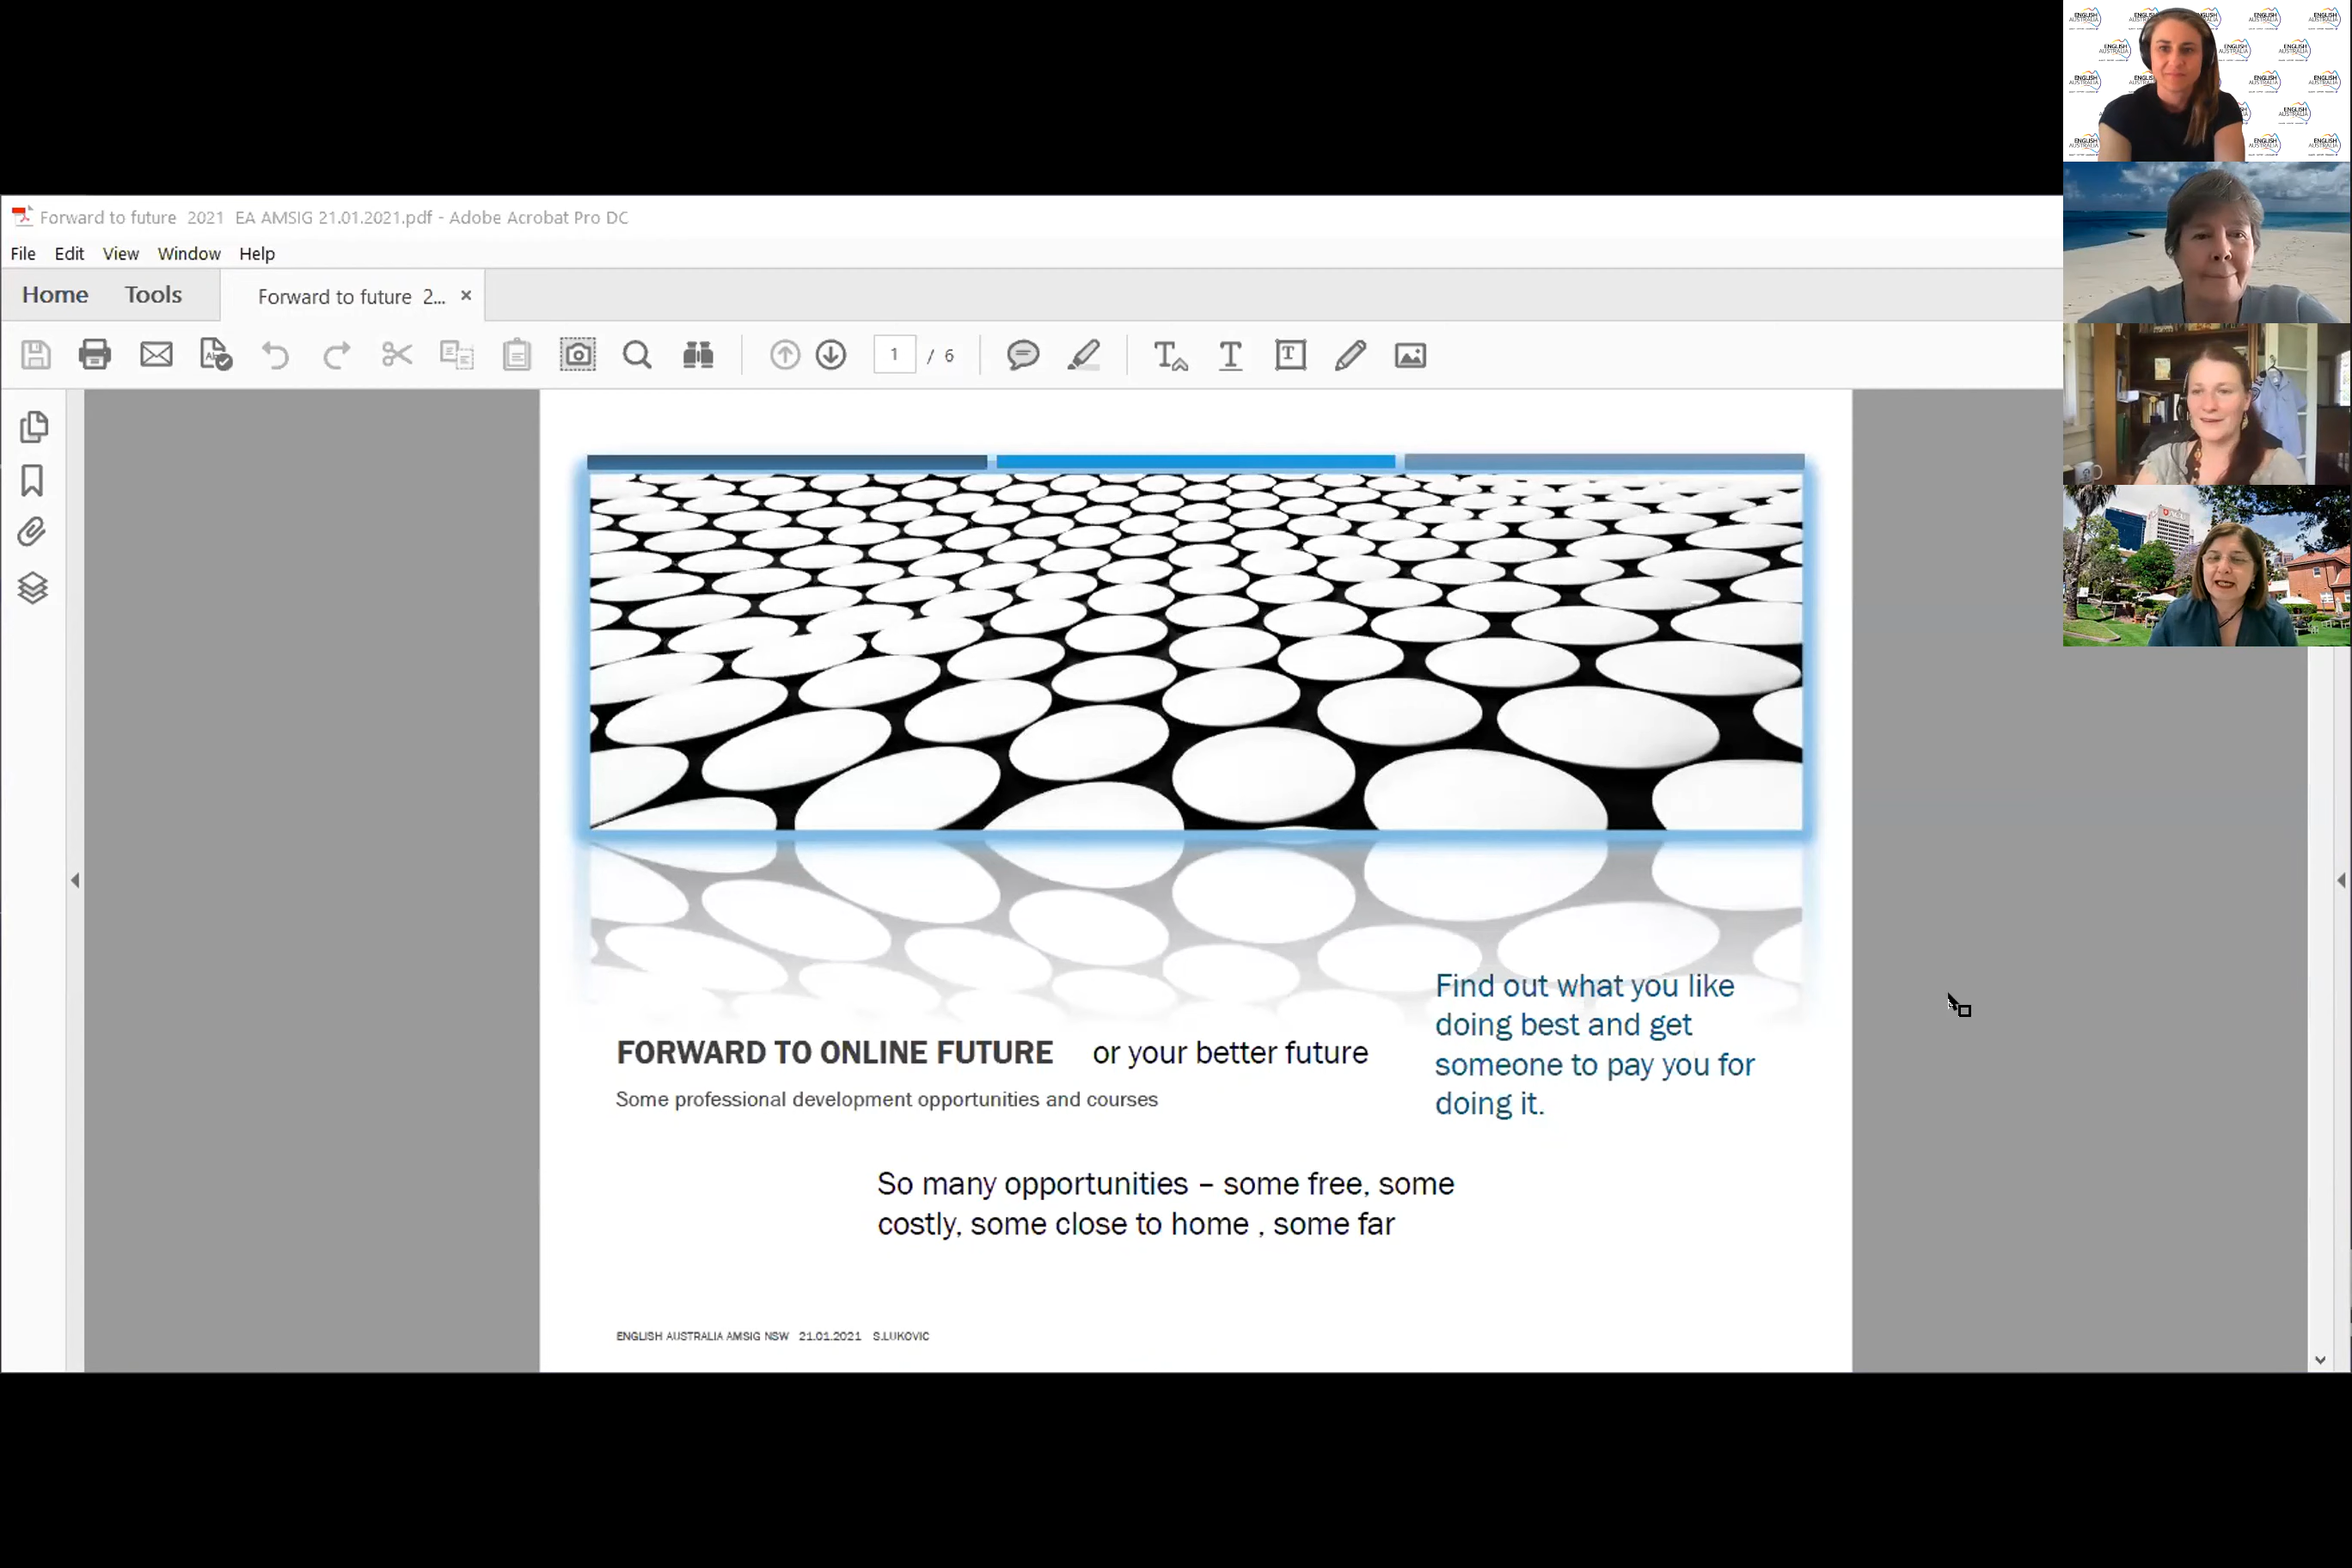 Forward to future 2021 EA AMSIG 21.01.2021.pdf - Adobe Acrobat Pro DC
File Edit View Window Help
Home Tools Forward to future 2... ×
1 / 6
FORWARD TO ONLINE FUTURE or your better future
Some professional development opportunities and courses
Find out what you like
doing best and get
someone to pay you for
doing it.
So many opportunities – some free, some
costly, some close to home , some far
ENGLISH AUSTRALIA AMSIG NSW 21.01.2021 S.LUKOVIC
ENGLISH
AUSTRALIA